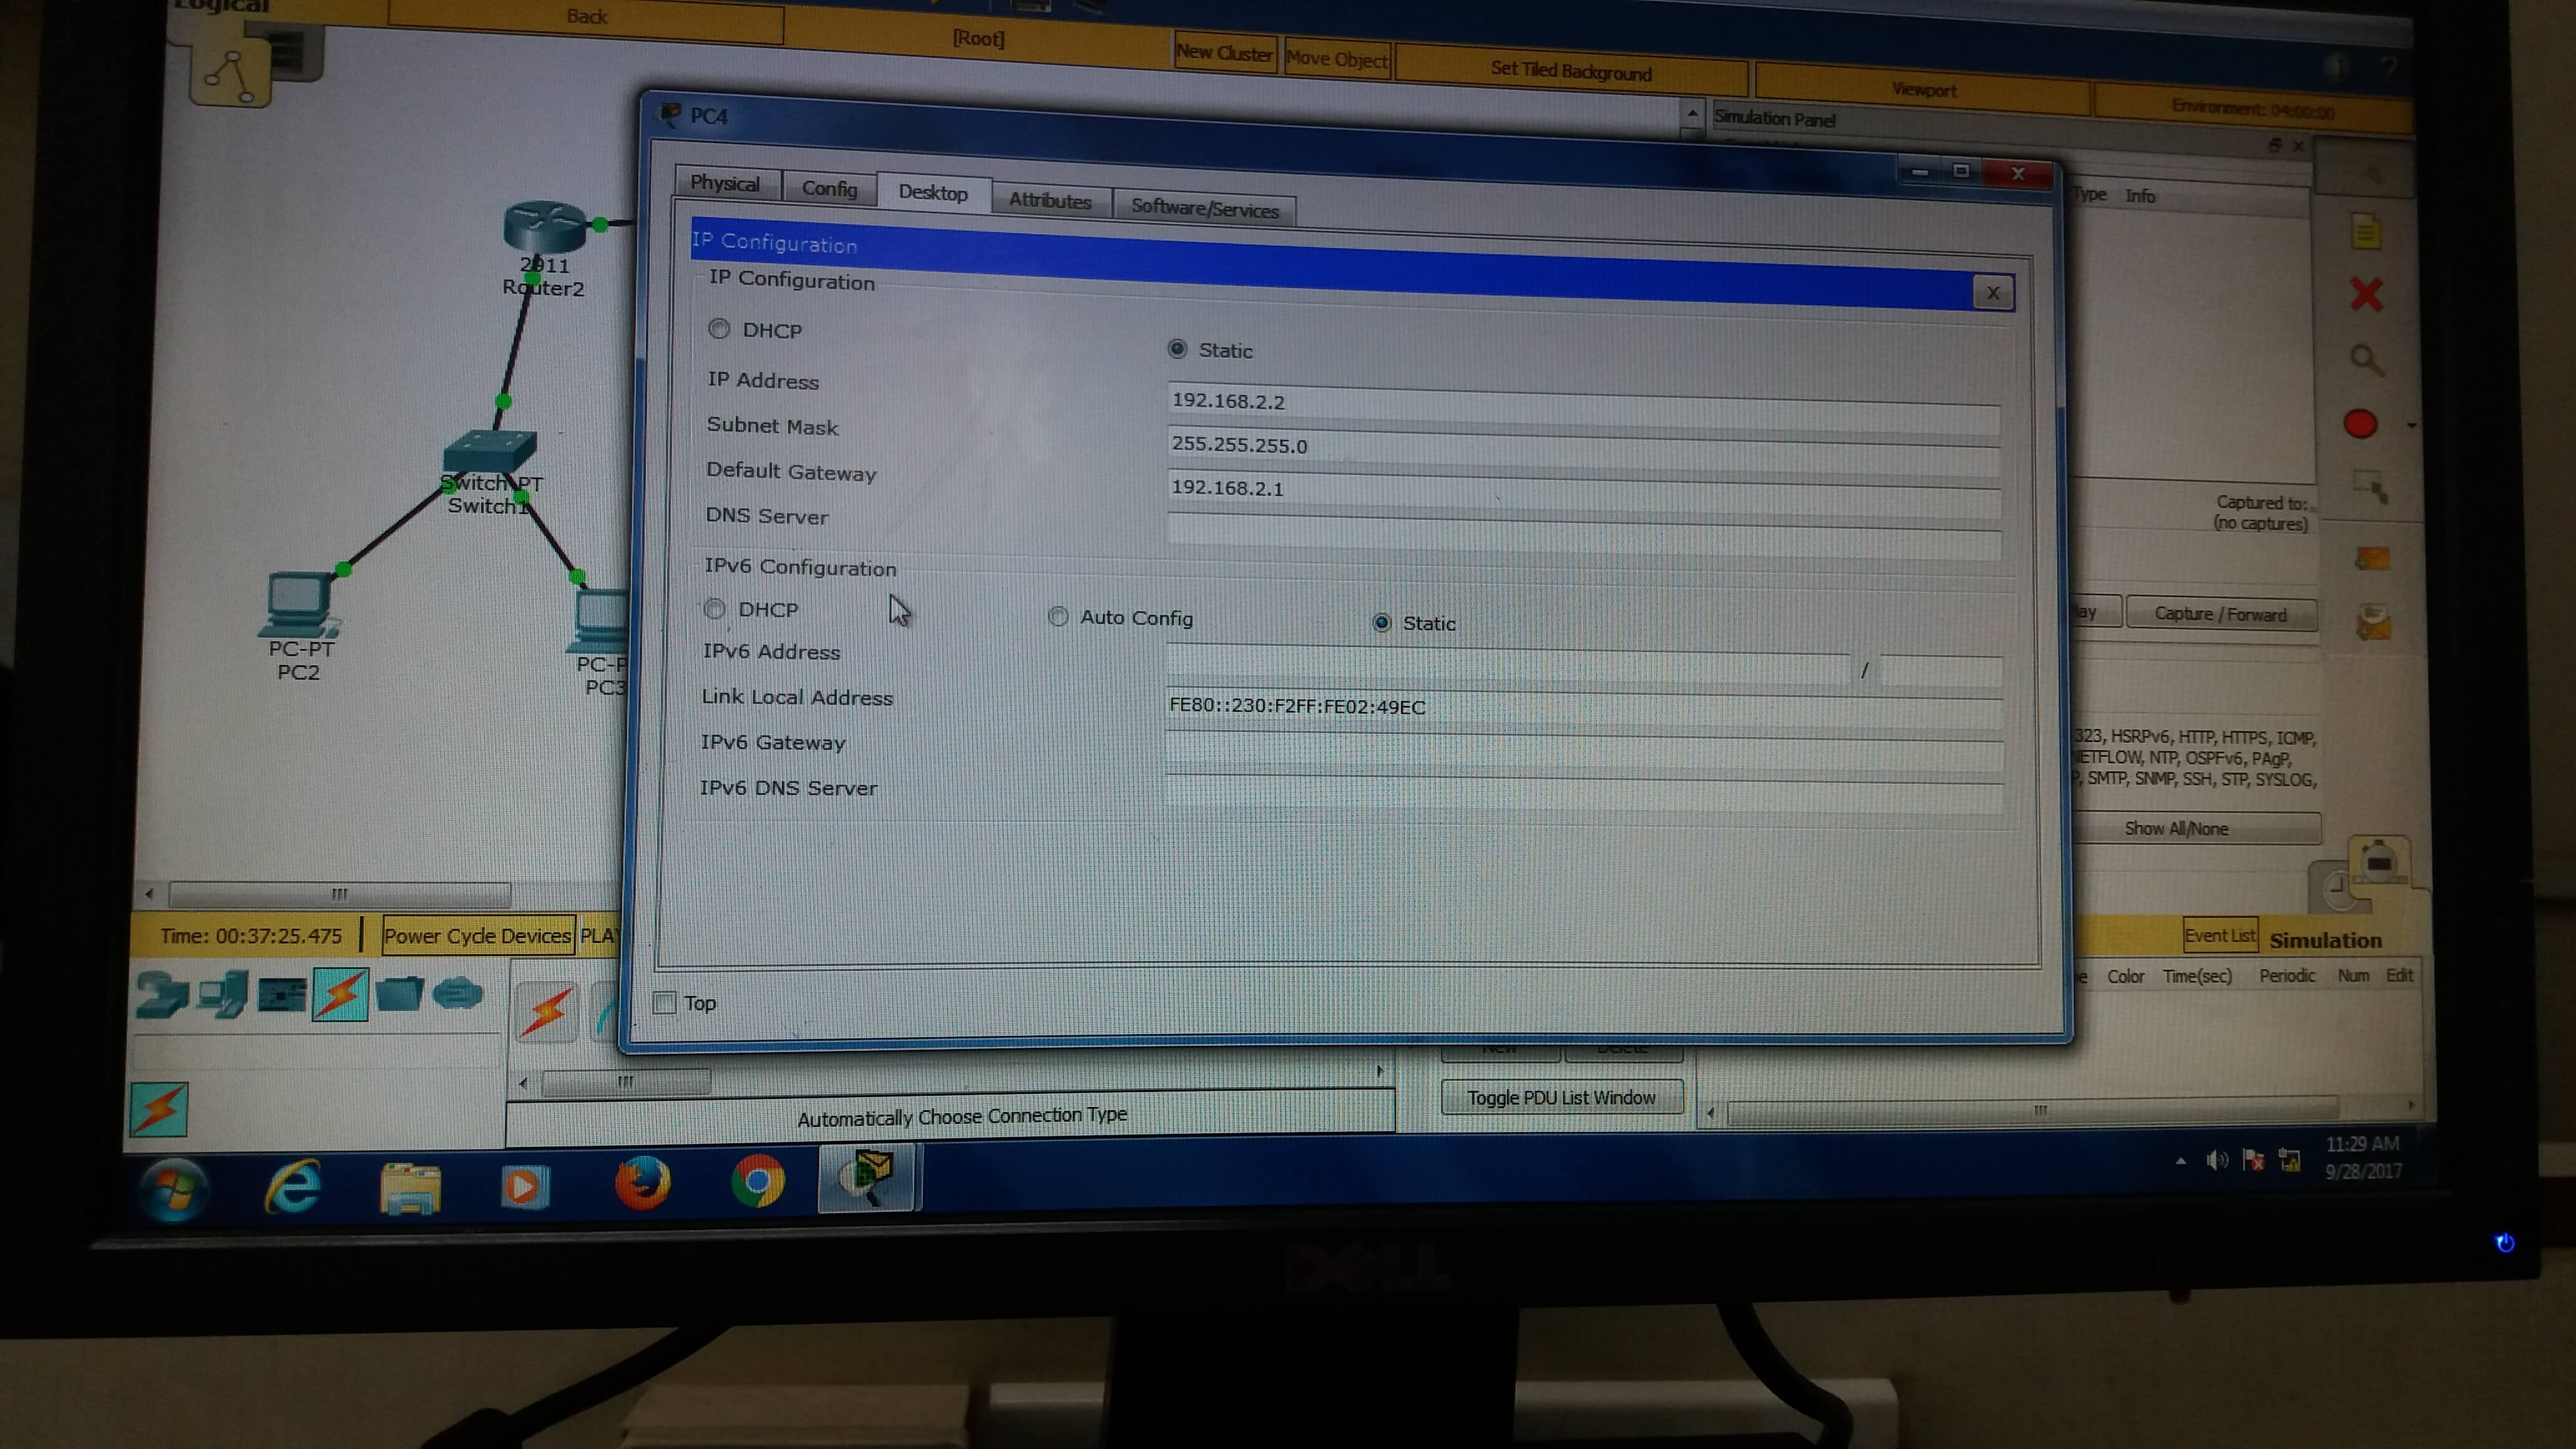 Logical
Back
[Root]
New Cluster
Move Object
Set Tiled Background
Viewport
Environment: 04:00:00
PC4
Simulation Panel
Physical
Config
Desktop
Attributes
Software/Services
Type Info
IP Configuration
X
IP Configuration
DHCP
Static
IP Address
192.168.2.2
Subnet Mask
255.255.255.0
Default Gateway
192.168.2.1
DNS Server
IPv6 Configuration
DHCP
Auto Config
Static
IPv6 Address
/
Link Local Address
FE80::230:F2FF:FE02:49EC
IPv6 Gateway
IPv6 DNS Server
Top
2911
Router2
Switch-PT
Switch1
PC-PT
PC2
PC-P
PC3
Captured to:
(no captures)
lay
Capture / Forward
323, HSRPv6, HTTP, HTTPS, ICMP,
NETFLOW, NTP, OSPFv6, PAgP,
P, SMTP, SNMP, SSH, STP, SYSLOG,
Show All/None
Time: 00:37:25.475
Power Cycle Devices
PLAY
Event List
Simulation
e Color Time(sec) Periodic Num Edit
New
Delete
Toggle PDU List Window
Automatically Choose Connection Type
11:29 AM
9/28/2017
DELL